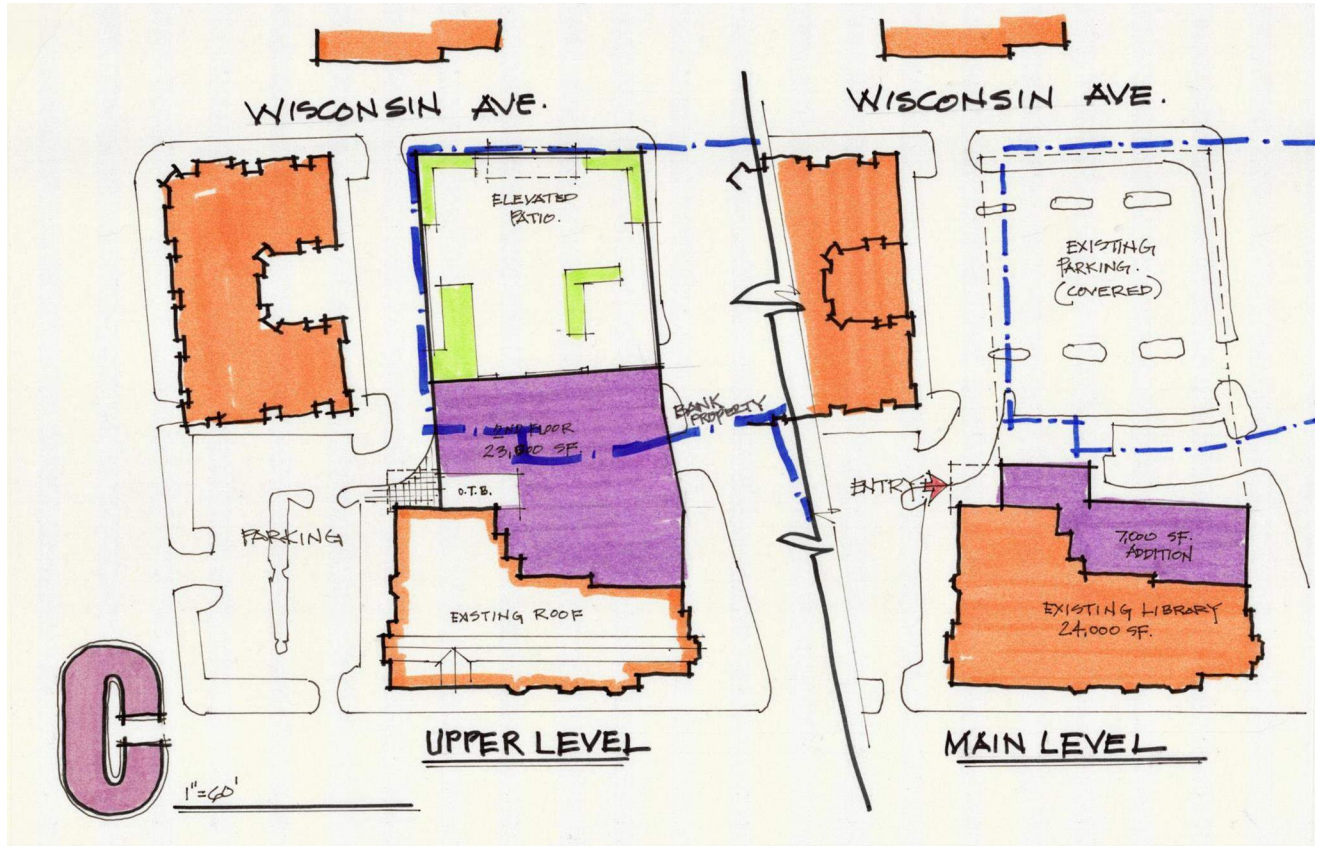 WISCONSIN AVE.
WISCONSIN AVE.
ELEVATED
PATIO.
EXISTING
PARKING.
(COVERED)
BANK
PROPERTY
2ND FLOOR
SF.
O.T.B.
ENTRY
PARKING
7,000 SF.
ADDITION
EXISTING ROOF
EXISTING LIBRARY
24,000 SF.
C
UPPER LEVEL
MAIN LEVEL
1"=60'